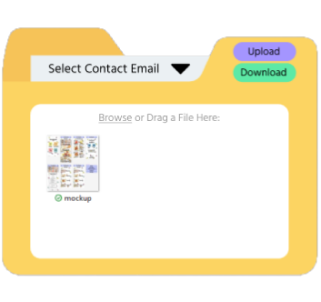 Upload
Select Contact Email
Download
Browse or Drag a File Here:
mockup